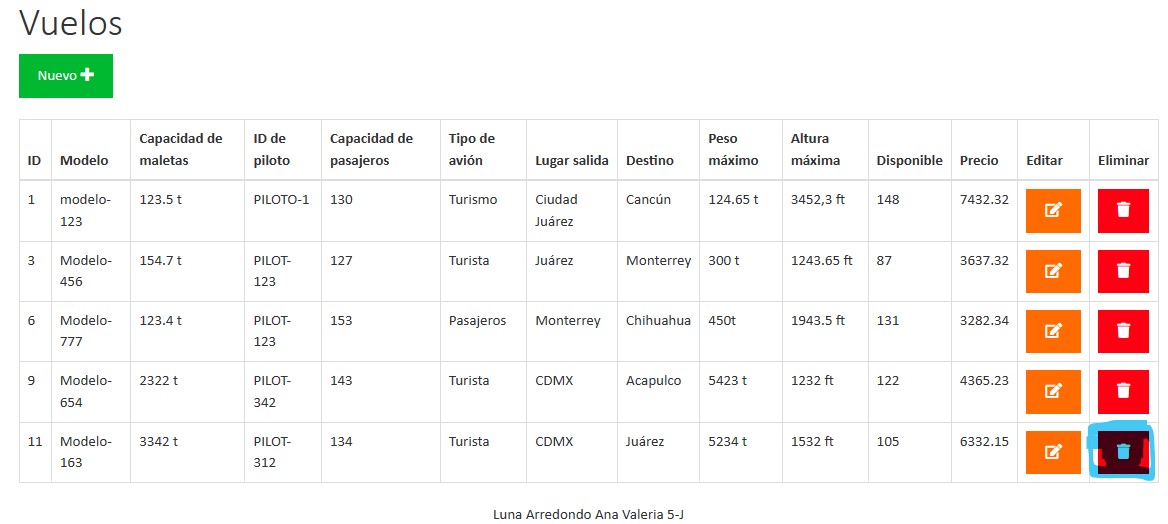 Vuelos
Nuevo
ID Modelo Capacidad de maletas ID de piloto Capacidad de pasajeros Tipo de avión Lugar salida Destino Peso máximo Altura máxima Disponible Precio Editar Eliminar
1 modelo-123 123.5 t PILOTO-1 130 Turismo Ciudad Juárez Cancún 124.65 t 3452,3 ft 148 7432.32
3 Modelo-456 154.7 t PILOT-123 127 Turista Juárez Monterrey 300 t 1243.65 ft 87 3637.32
6 Modelo-777 123.4 t PILOT-123 153 Pasajeros Monterrey Chihuahua 450t 1943.5 ft 131 3282.34
9 Modelo-654 2322 t PILOT-342 143 Turista CDMX Acapulco 5423 t 1232 ft 122 4365.23
11 Modelo-163 3342 t PILOT-312 134 Turista CDMX Juárez 5234 t 1532 ft 105 6332.15
Luna Arredondo Ana Valeria 5-J